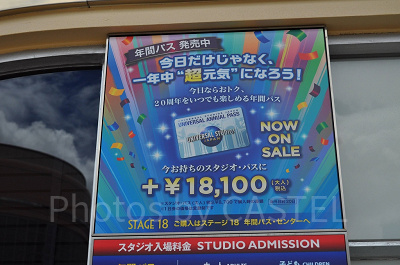 年間パス 発売中
今日だけじゃなく、
一年中“超元気”になろう!
今日ならおトク、
20周年をいつでも楽しめる年間パス
UNIVERSAL ANNUAL PASS
UNIVERSAL STUDIOS
NOW
ON
SALE
今お持ちのスタジオ・パスに
+¥18,100 (大人) 税込
STAGE 18 ご購入はステージ 18 年間パス・センターへ
スタジオ入場料金 STUDIO ADMISSION